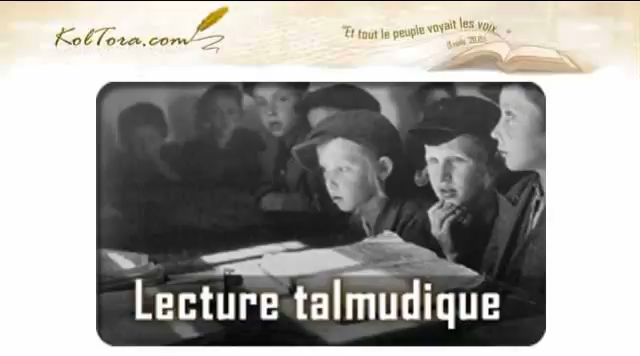 KolTora.com
"Et tout le peuple voyait les voix..."
Lecture talmudique